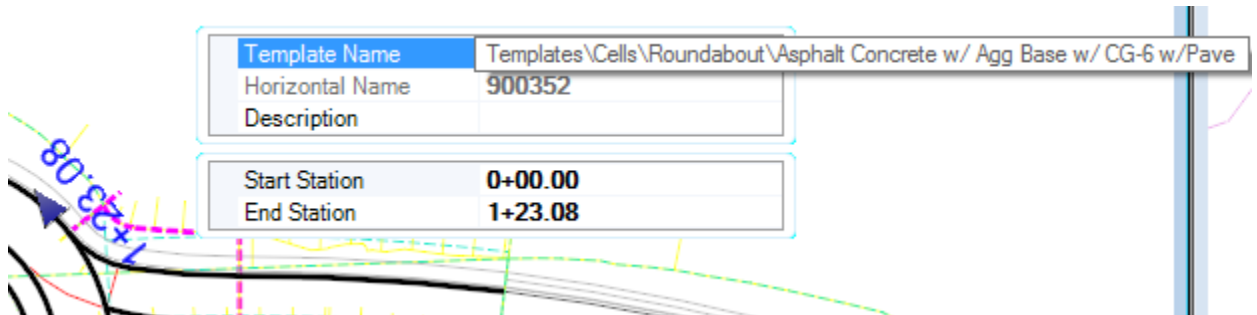 Template Name Templates\Cells\Roundabout\Asphalt Concrete w/ Agg Base w/ CG-6 w/Pave
Horizontal Name 900352
Description
Start Station 0+00.00
End Station 1+23.08
1+23.08